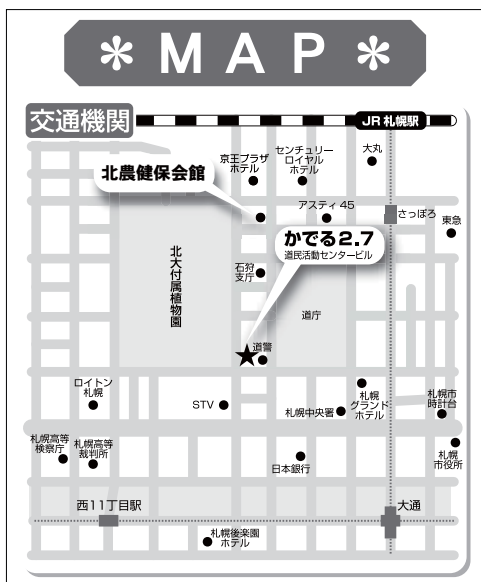 * MAP *
交通機関
JR 札幌駅
京王プラザ
ホテル
センチュリー
ロイヤル
ホテル
大丸
北農健保会館
アスティ 45
さっぽろ
東急
かでる2.7
道民活動センタービル
北大付属植物園
石狩
支庁
道庁
道警
ロイトン
札幌
STV
札幌中央署
札幌
グランド
ホテル
札幌市
時計台
札幌高等
検察庁
札幌高等
裁判所
日本銀行
札幌
市役所
西11丁目駅
大通
札幌後楽園
ホテル